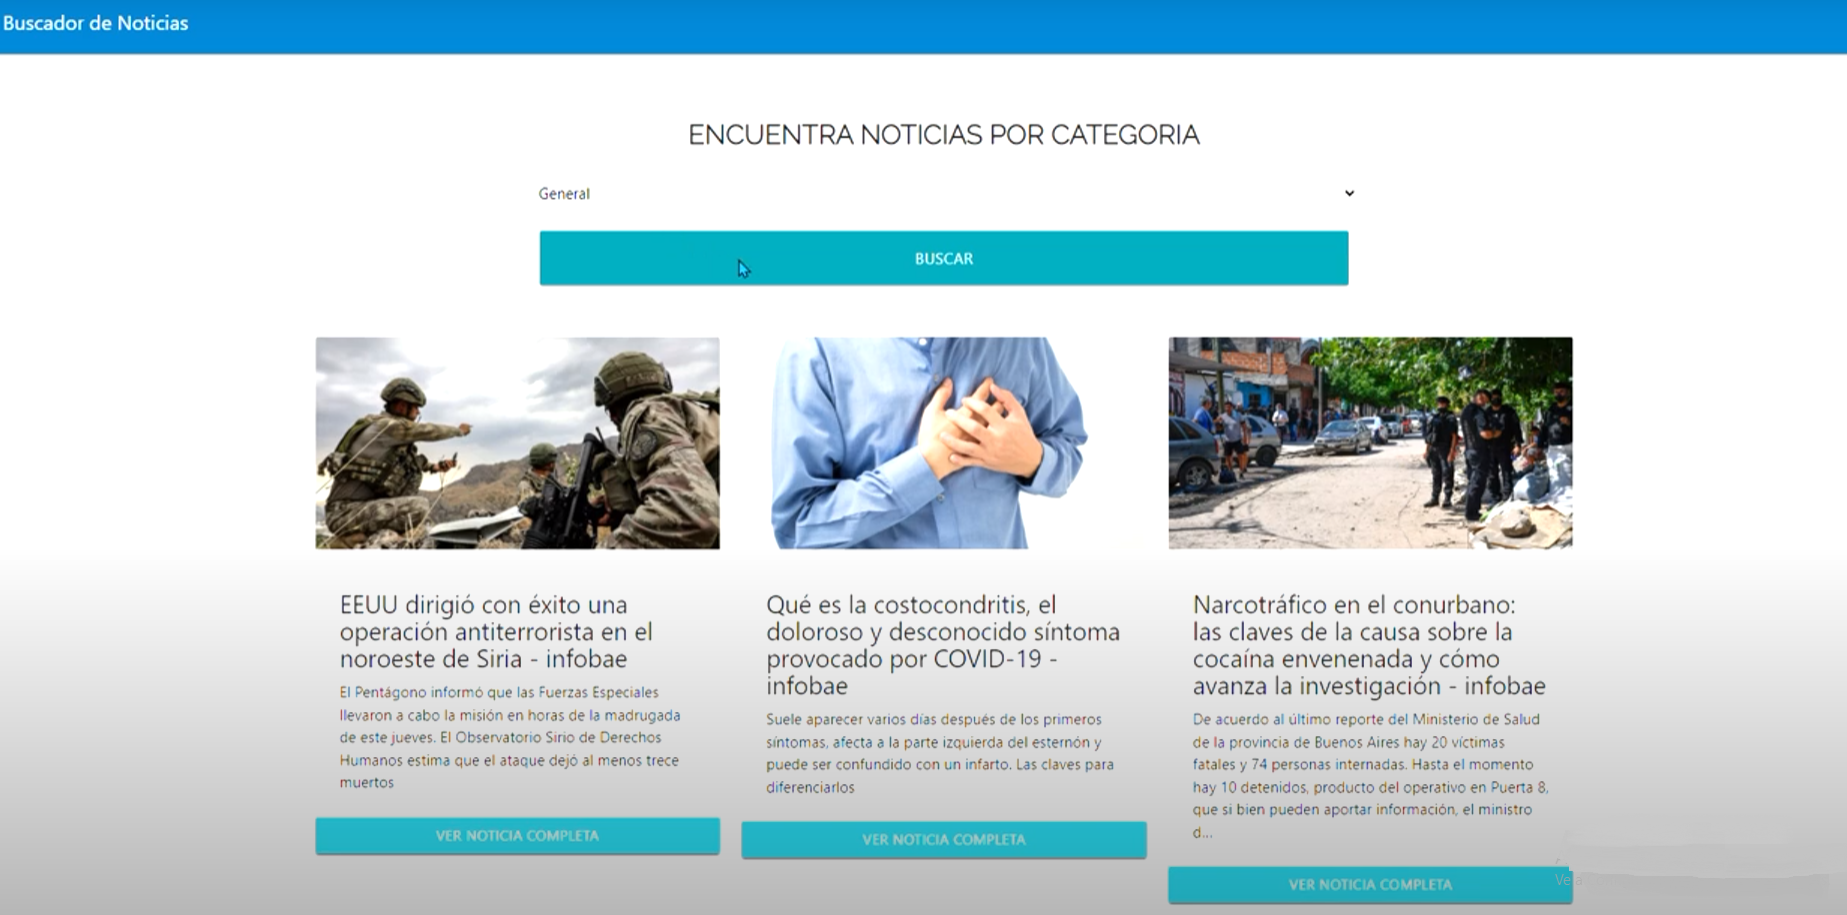 Buscador de Noticias
ENCUENTRA NOTICIAS POR CATEGORIA
General
BUSCAR
EEUU dirigió con éxito una
operación antiterrorista en el
noroeste de Siria - infobae
El Pentágono informó que las Fuerzas Especiales
llevaron a cabo la misión en horas de la madrugada
de este jueves. El Observatorio Sirio de Derechos
Humanos estima que el ataque dejó al menos trece
muertos
VER NOTICIA COMPLETA
Qué es la costocondritis, el
doloroso y desconocido síntoma
provocado por COVID-19 -
infobae
Suele aparecer varios días después de los primeros
síntomas, afecta a la parte izquierda del esternón y
puede ser confundido con un infarto. Las claves para
diferenciarlos
VER NOTICIA COMPLETA
Narcotráfico en el conurbano:
las claves de la causa sobre la
cocaína envenenada y cómo
avanza la investigación - infobae
De acuerdo al último reporte del Ministerio de Salud
de la provincia de Buenos Aires hay 20 víctimas
fatales y 74 personas internadas. Hasta el momento
hay 10 detenidos, producto del operativo en Puerta 8,
que si bien pueden aportar información, el ministro
d...
VER NOTICIA COMPLETA